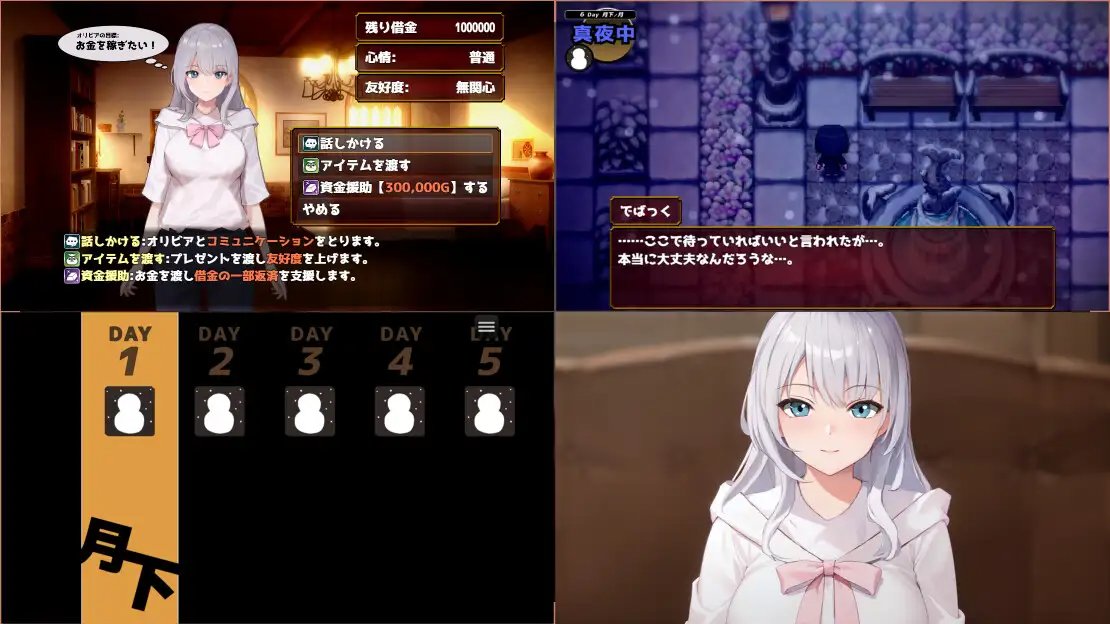 オリビアの目標:
お金を稼ぎたい!
残り借金 1000000
心情: 普通
友好度: 無関心
話しかける
アイテムを渡す
資金援助【300,000G】する
やめる
話しかける:オリビアとコミュニケーションをとります。
アイテムを渡す:プレゼントを渡し友好度を上げます。
資金援助:お金を渡し借金の一部返済を支援します。
6 Day 月下ノ月
真夜中
でばっく
……ここで待っていればいいと言われたが…。
本当に大丈夫なんだろうな…。
DAY DAY DAY DAY DAY
1 2 3 4 5
月下